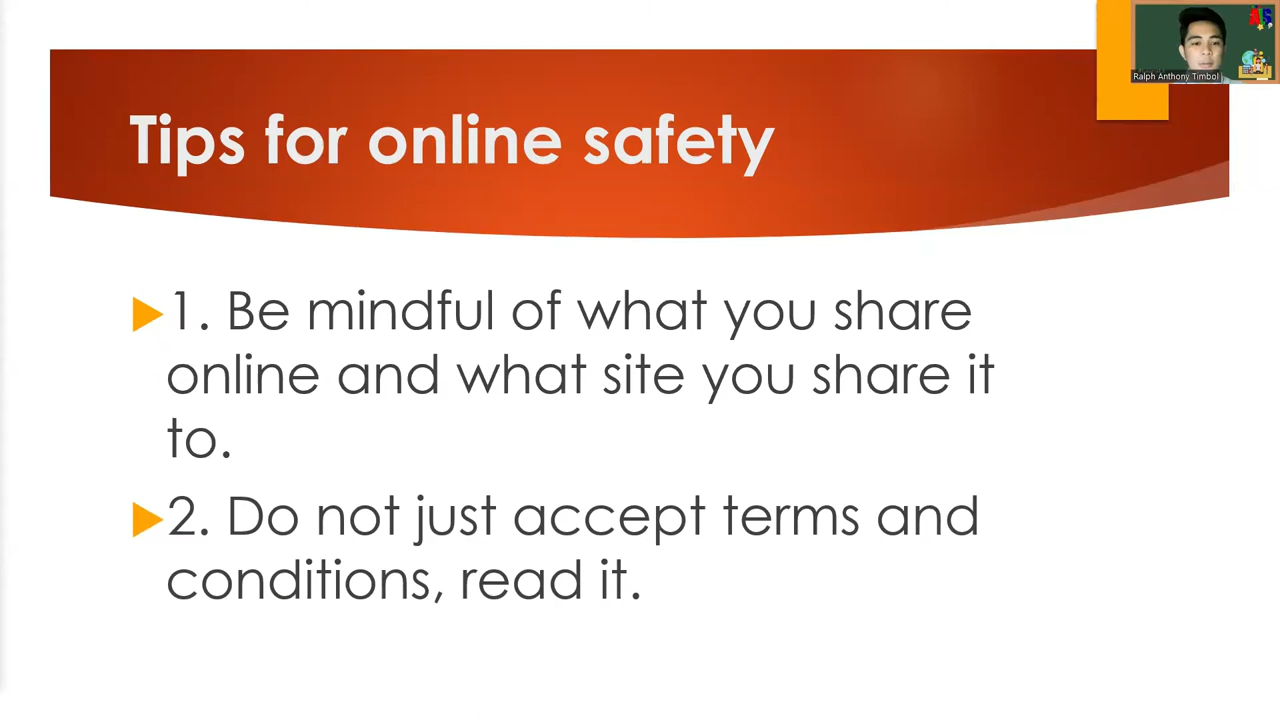 ALS
Ralph Anthony Timbol
Tips for online safety
1. Be mindful of what you share
online and what site you share it
to.
2. Do not just accept terms and
conditions, read it.